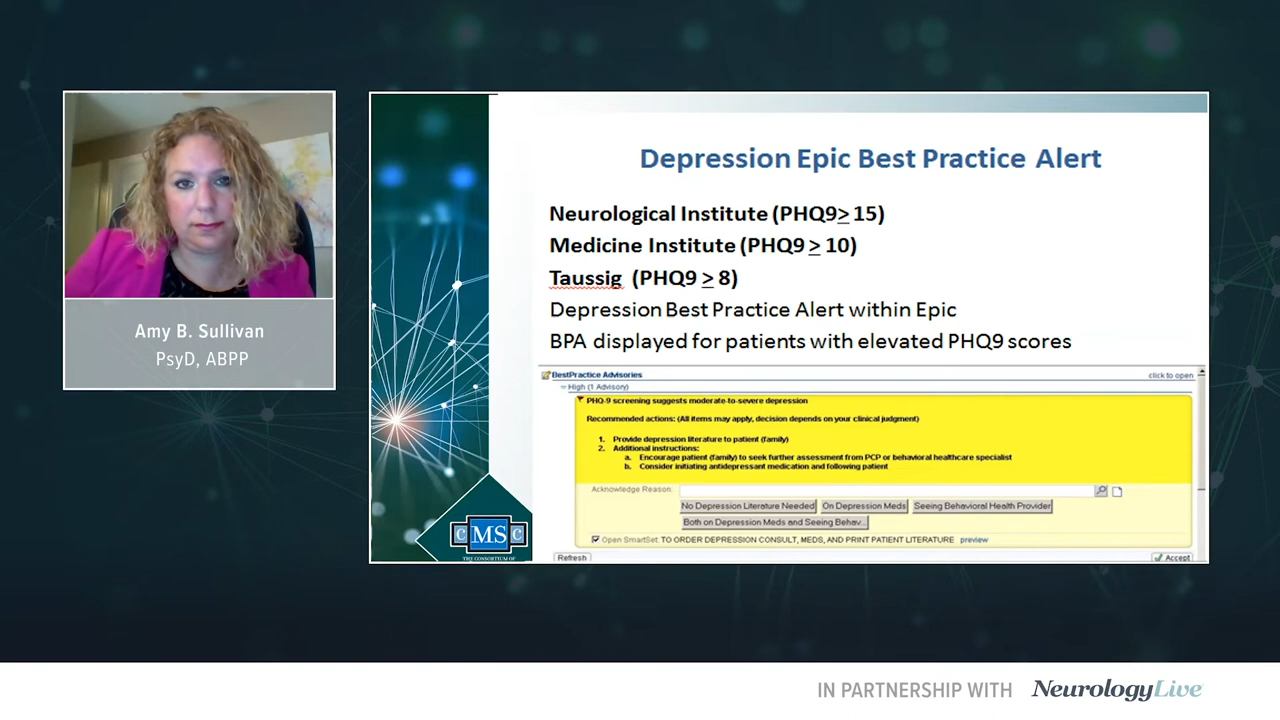 Amy B. Sullivan
PsyD, ABPP
Depression Epic Best Practice Alert
Neurological Institute (PHQ9≥ 15)
Medicine Institute (PHQ9 ≥ 10)
Taussig (PHQ9 ≥ 8)
Depression Best Practice Alert within Epic
BPA displayed for patients with elevated PHQ9 scores
BestPractice Advisories click to open
High (1 Advisory)
PHQ-9 screening suggests moderate-to-severe depression
Recommended actions: (All items may apply, decision depends on your clinical judgment)
1. Provide depression literature to patient (family)
2. Additional instructions:
a. Encourage patient (family) to seek further assessment from PCP or behavioral healthcare specialist
b. Consider initiating antidepressant medication and following patient
Acknowledge Reason:
No Depression Literature Needed On Depression Meds Seeing Behavioral Health Provider
Both on Depression Meds and Seeing Behav...
Open SmartSet: TO ORDER DEPRESSION CONSULT, MEDS, AND PRINT PATIENT LITERATURE preview
Refresh Accept
CMSC
THE CONSORTIUM OF
IN PARTNERSHIP WITH NeurologyLive